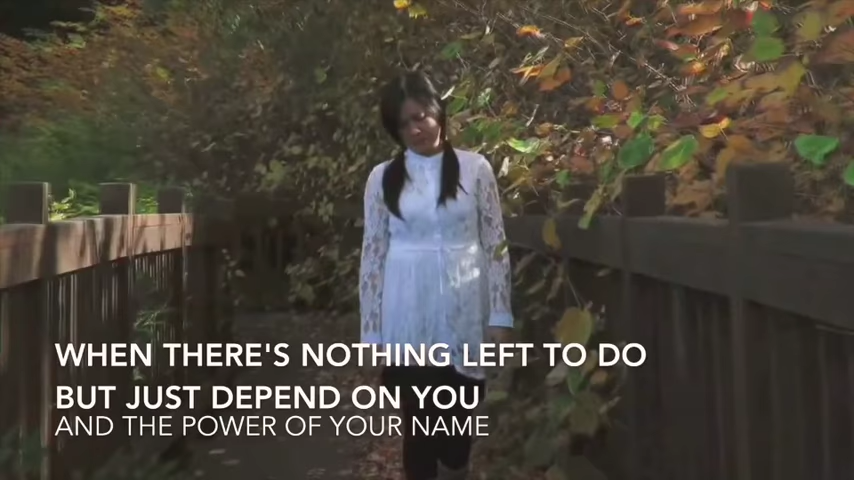 WHEN THERE'S NOTHING LEFT TO DO
BUT JUST DEPEND ON YOU
AND THE POWER OF YOUR NAME